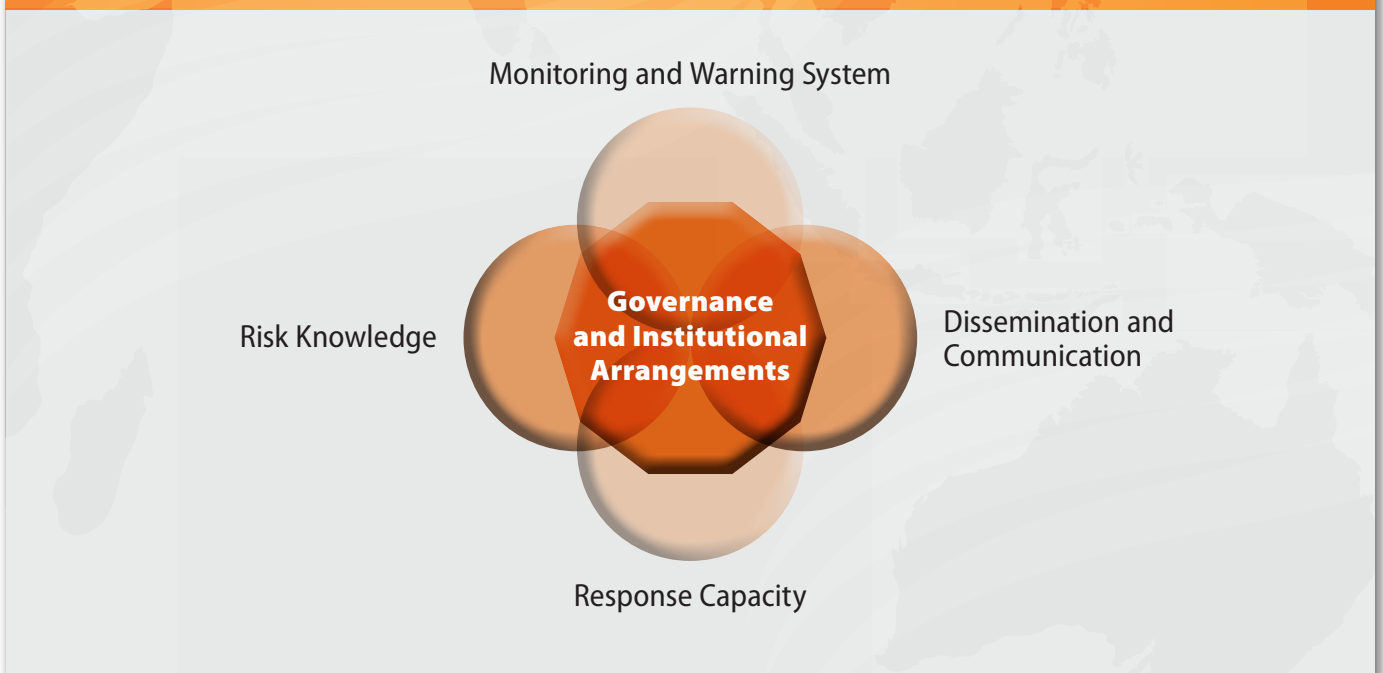 Monitoring and Warning System
Risk Knowledge
Governance
and Institutional
Arrangements
Dissemination and
Communication
Response Capacity